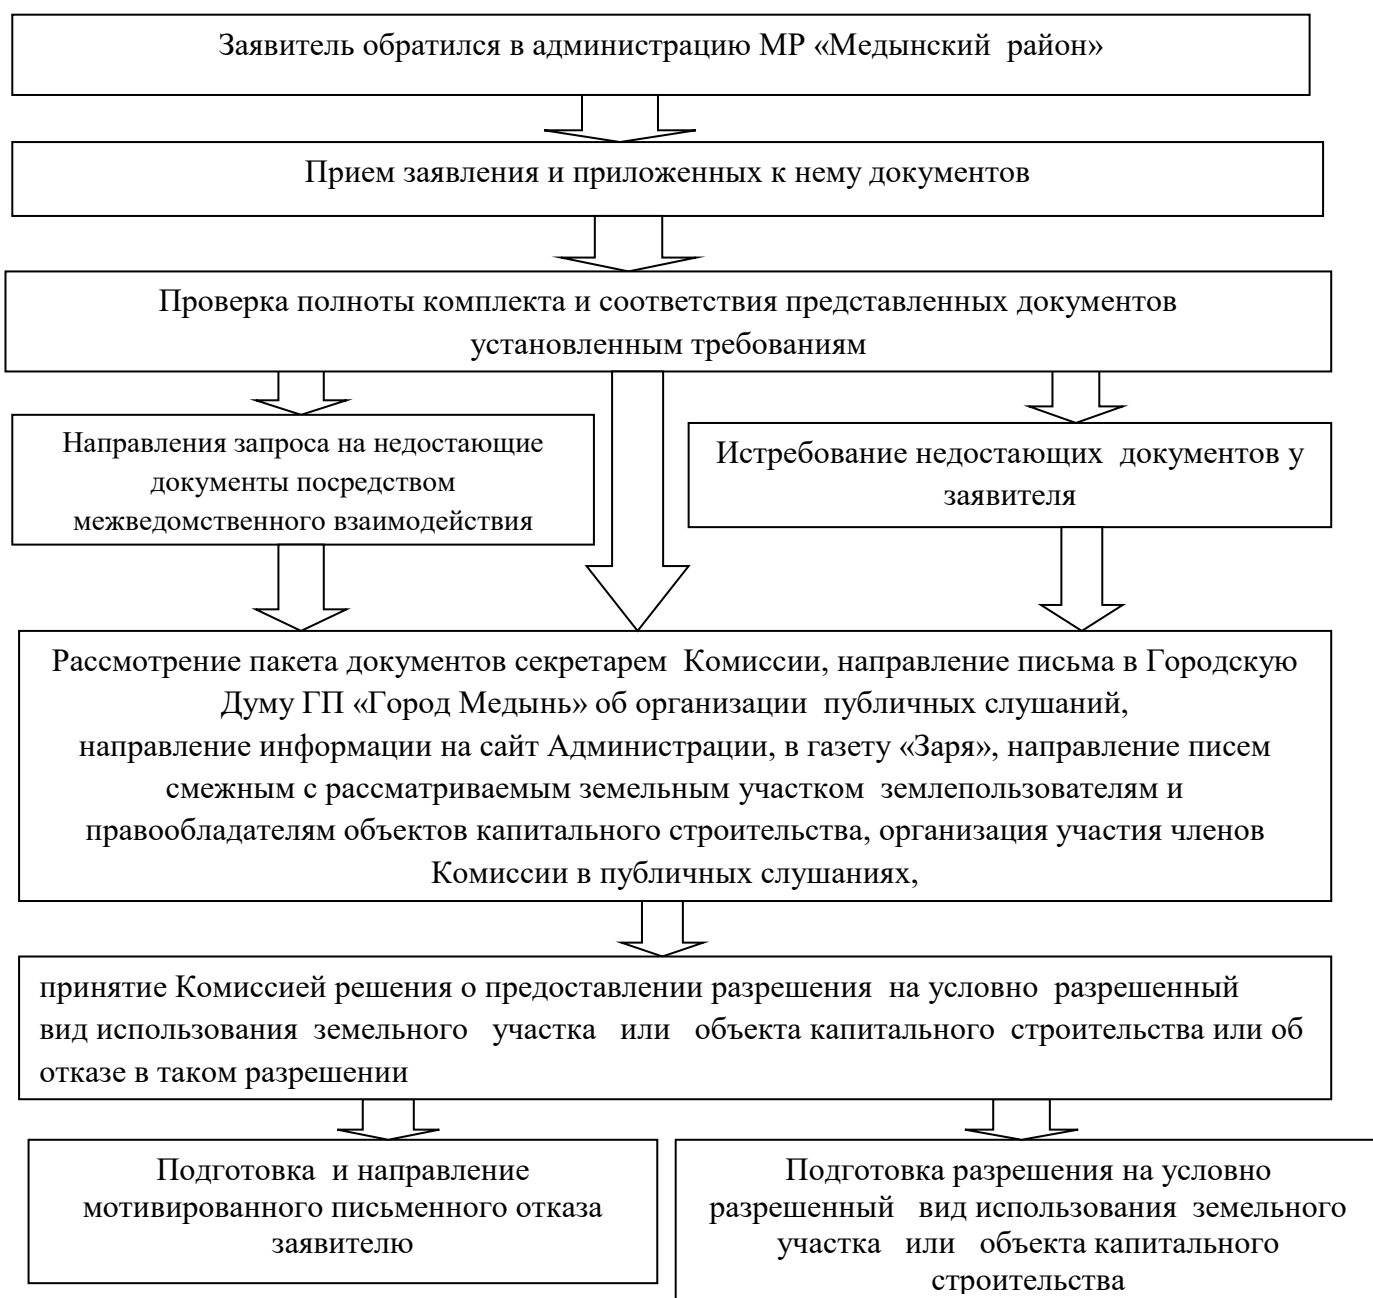 Заявитель обратился в администрацию МР «Медынский район»
Прием заявления и приложенных к нему документов
Проверка полноты комплекта и соответствия представленных документов
установленным требованиям
Направления запроса на недостающие
документы посредством
межведомственного взаимодействия
Истребование недостающих документов у
заявителя
Рассмотрение пакета документов секретарем Комиссии, направление письма в Городскую
Думу ГП «Город Медынь» об организации публичных слушаний,
направление информации на сайт Администрации, в газету «Заря», направление писем
смежным с рассматриваемым земельным участком землепользователям и
правообладателям объектов капитального строительства, организация участия членов
Комиссии в публичных слушаниях,
принятие Комиссией решения о предоставлении разрешения на условно разрешенный
вид использования земельного участка или объекта капитального строительства или об
отказе в таком разрешении
Подготовка и направление
мотивированного письменного отказа
заявителю
Подготовка разрешения на условно
разрешенный вид использования земельного
участка или объекта капитального
строительства